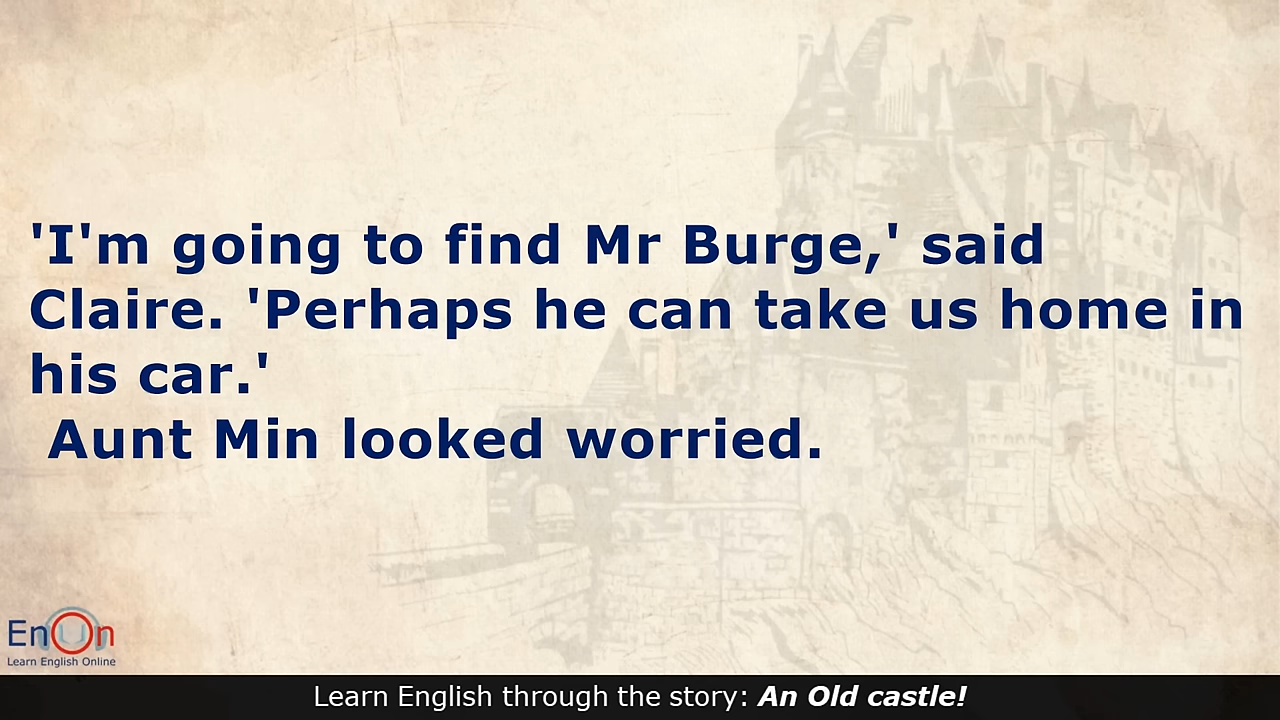 'I'm going to find Mr Burge,' said
Claire. 'Perhaps he can take us home in
his car.'
Aunt Min looked worried.
EnOn
Learn English Online
Learn English through the story: An Old castle!